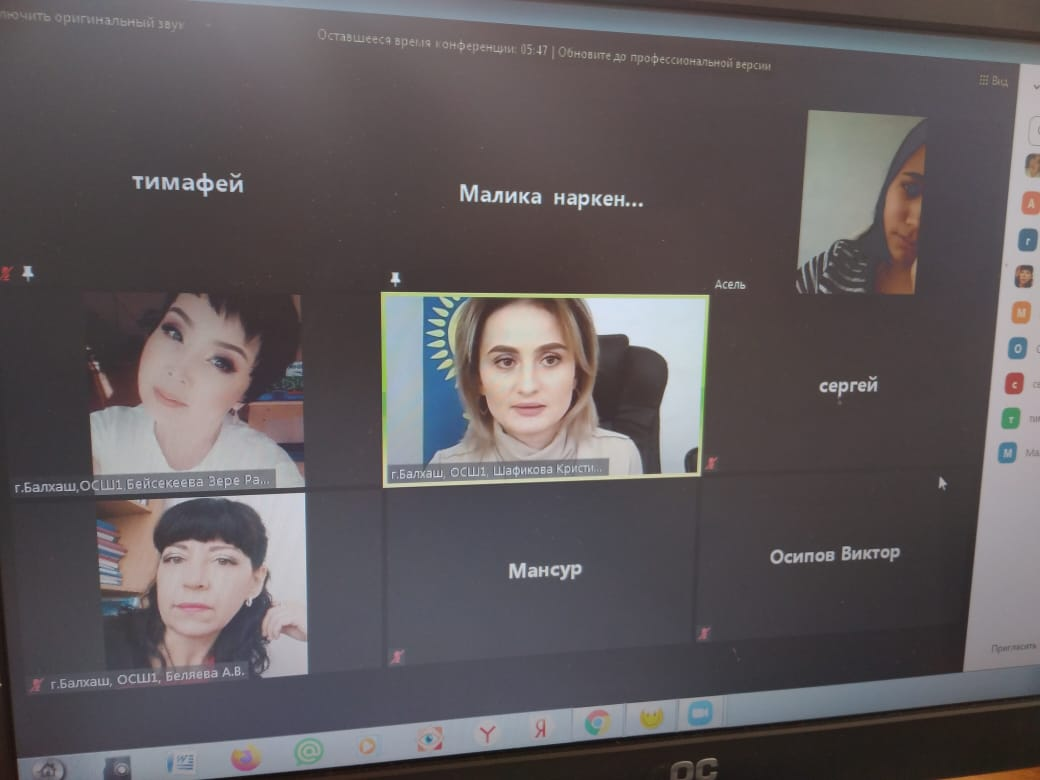 лючить оригинальный звук
Оставшееся время конференции: 05:47 | Обновите до профессиональной версии
Вид
тимафей
Малика наркен...
Асель
г.Балхаш,ОСШ1,Бейсекеева Зере Ра...
г.Балхаш, ОСШ1, Шафикова Кристи...
сергей
г.Балхаш, ОСШ1, Беляева А.В.
Мансур
Осипов Виктор
А
г
М
О
с
т
М
Пригласить
Y
Я